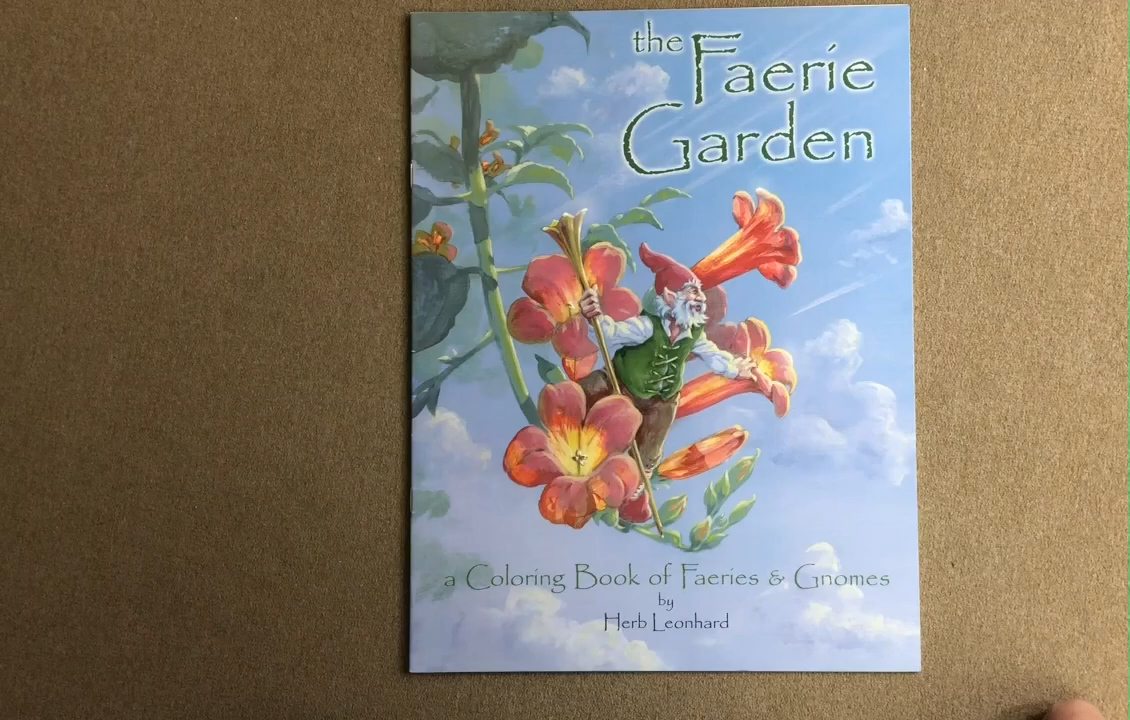 the Faerie
Garden
a Coloring Book of Faeries & Gnomes
by
Herb Leonhard